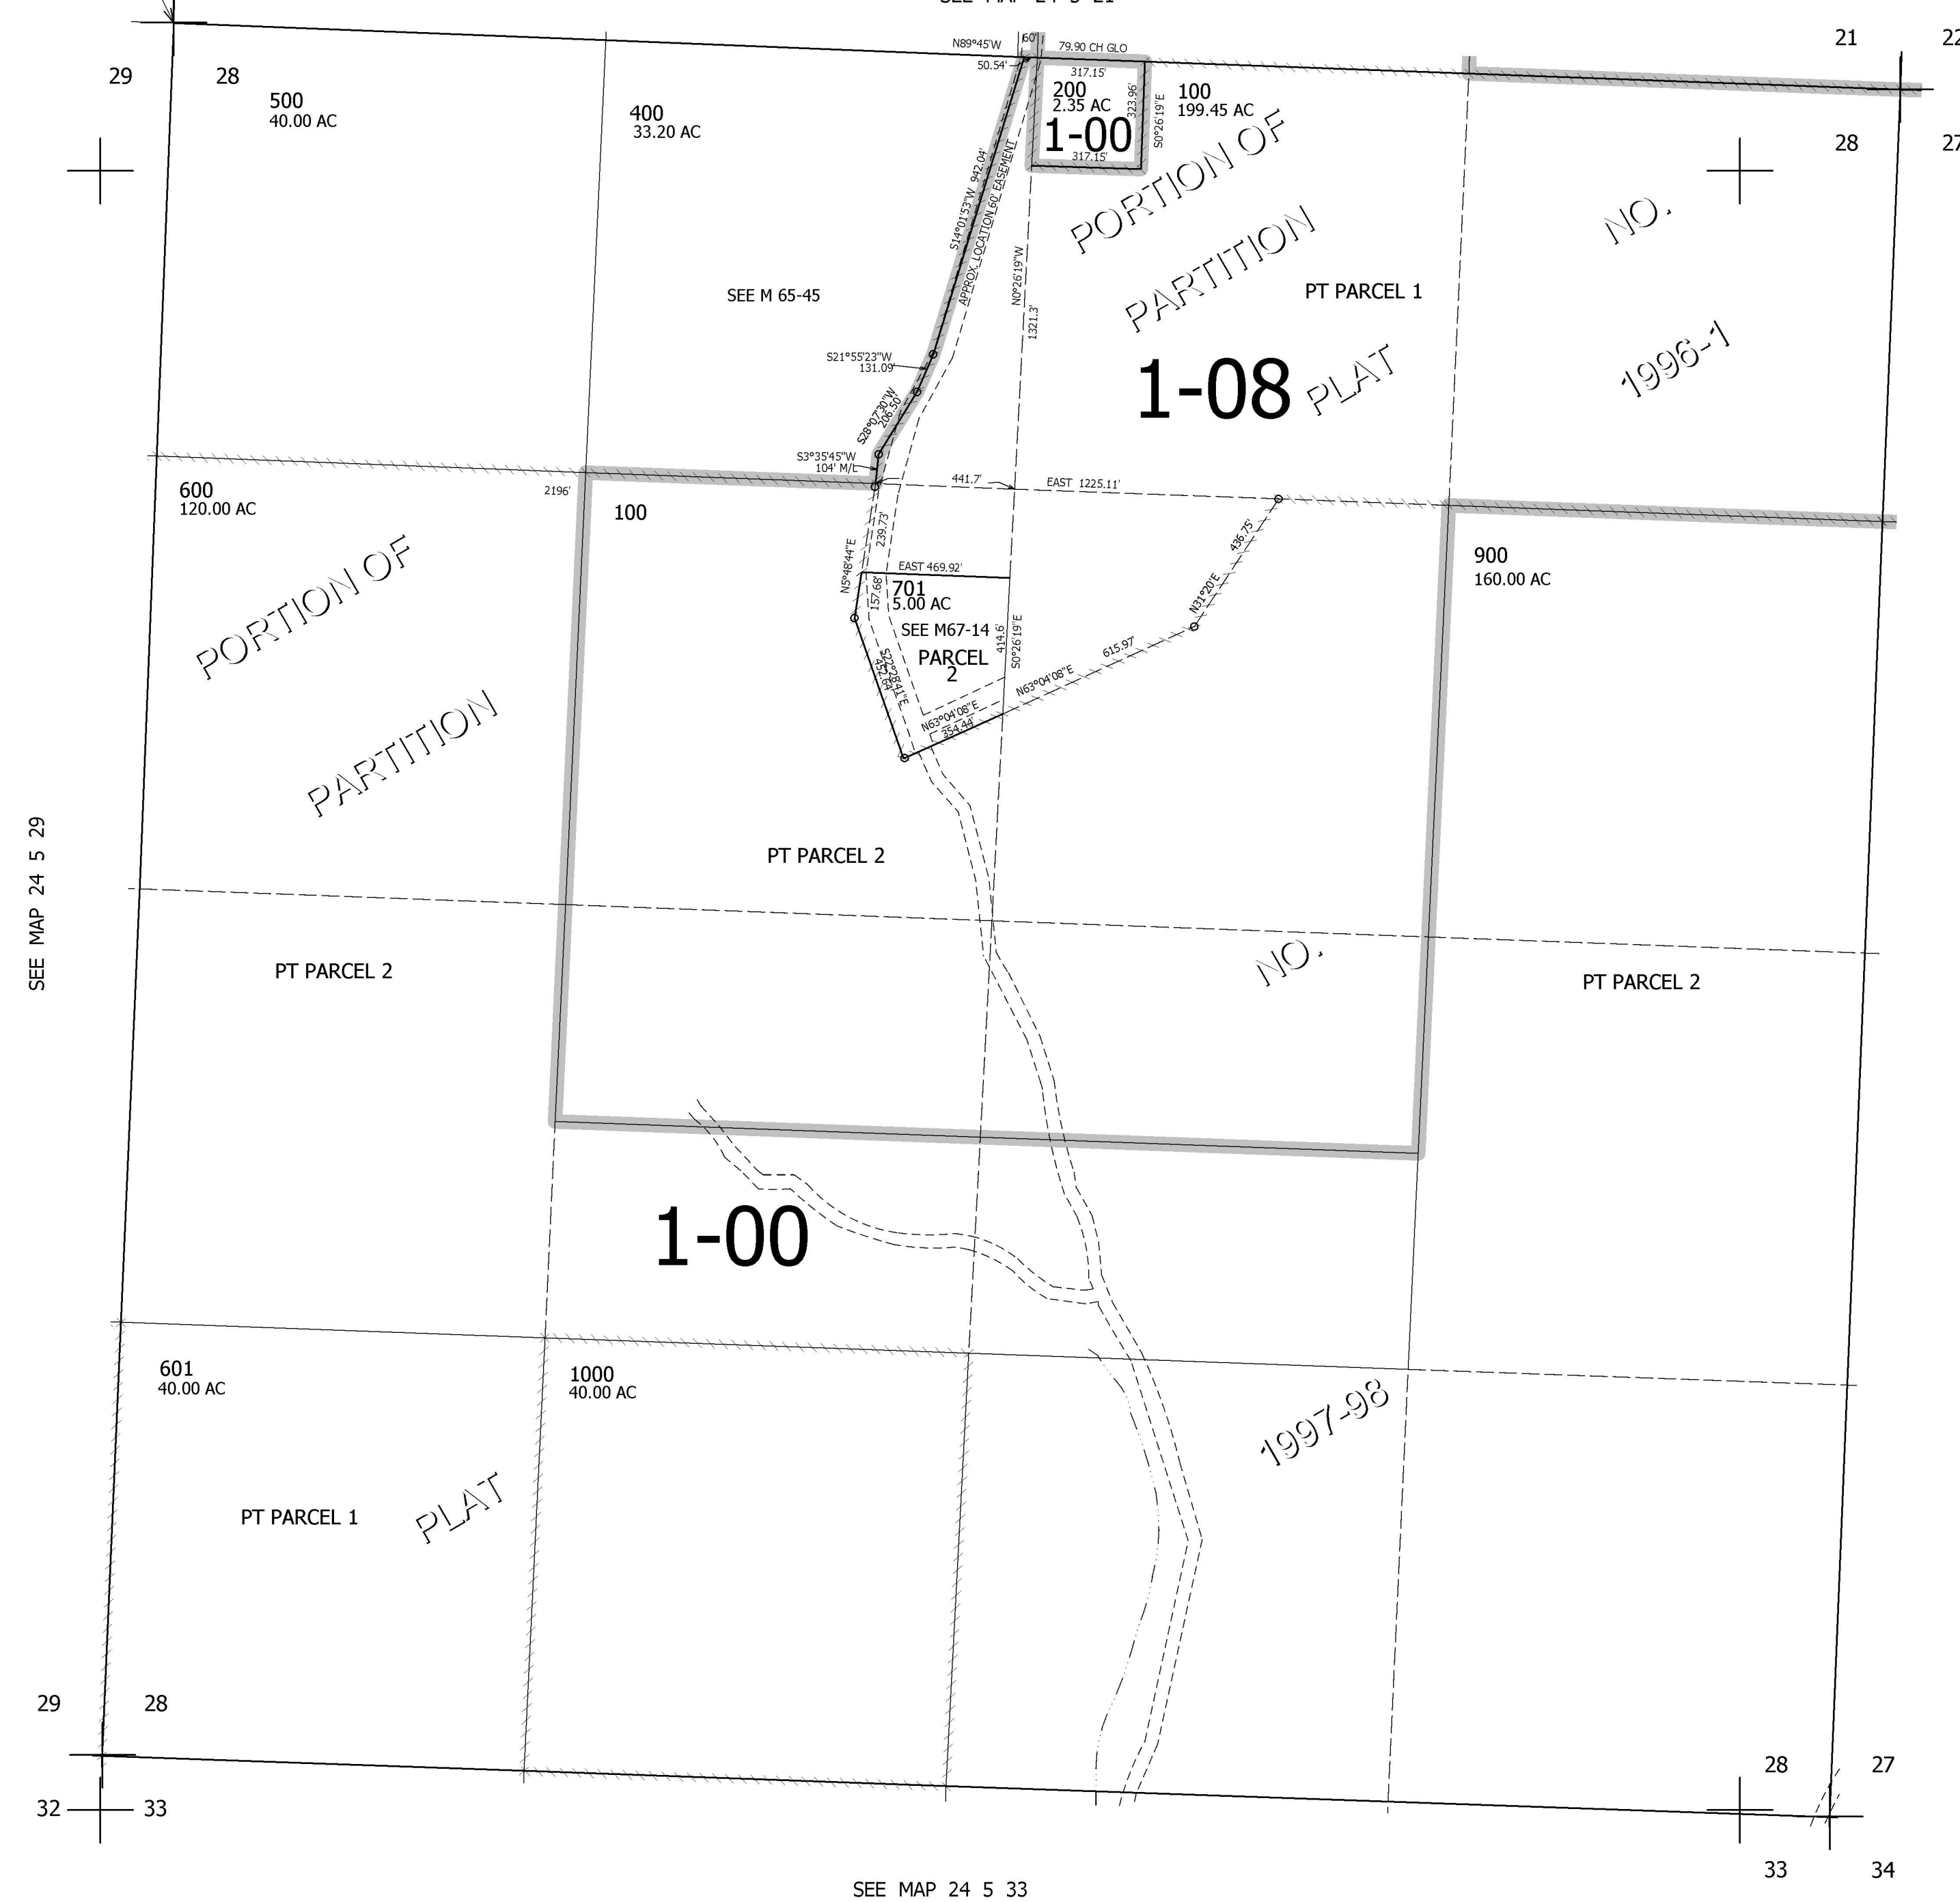 21
22
29
28
500
40.00 AC
400
33.20 AC
N89°45'W
60'
79.90 CH GLO
50.54'
317.15'
200
2.35 AC
1-00
323.96'
S0°26'19"E
317.15'
100
199.45 AC
28
27
PORTION OF
PARTITION
PLAT
NO.
1996-1
PT PARCEL 1
1-08
S14°01'53"W 942.04'
APPROX. LOCATION 60' EASEMENT
N0°26'19"W
1321.3'
SEE M 65-45
S21°55'23"W
131.09'
S28°07'30"W
206.50'
S3°35'45"W
104' M/L
441.7'
EAST 1225.11'
600
120.00 AC
2196'
100
239.73'
N5°48'44"E
EAST 469.92'
157.68'
701
5.00 AC
SEE M67-14
PARCEL
2
414.6'
S0°26'19"E
S22°28'41"E
452.64'
N63°04'08"E
354.44'
N63°04'08"E
615.97'
N31°20'E
436.75'
900
160.00 AC
PORTION OF
PARTITION
SEE MAP 24 5 29
PT PARCEL 2
PT PARCEL 2
NO.
PT PARCEL 2
1-00
601
40.00 AC
1000
40.00 AC
1997-98
PT PARCEL 1
PLAT
29
28
32
33
28
27
33
34
SEE MAP 24 5 33